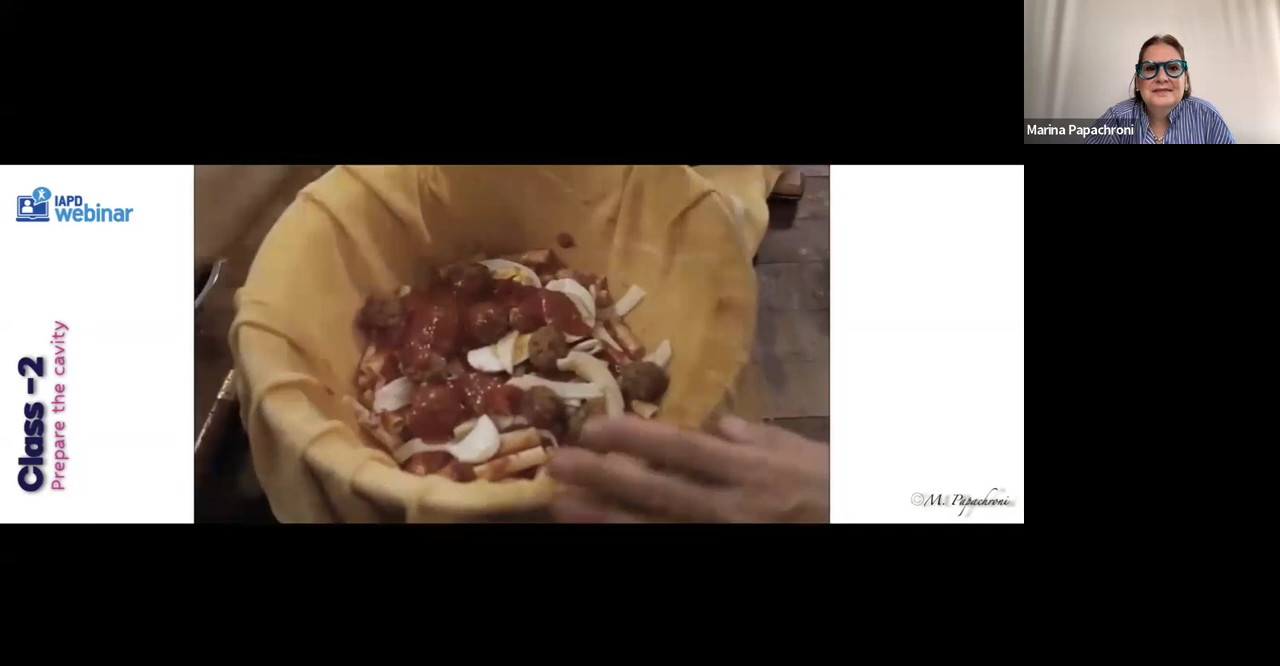 Marina Papachroni
IAPD
webinar
Class -2
Prepare the cavity
©M. Papachroni